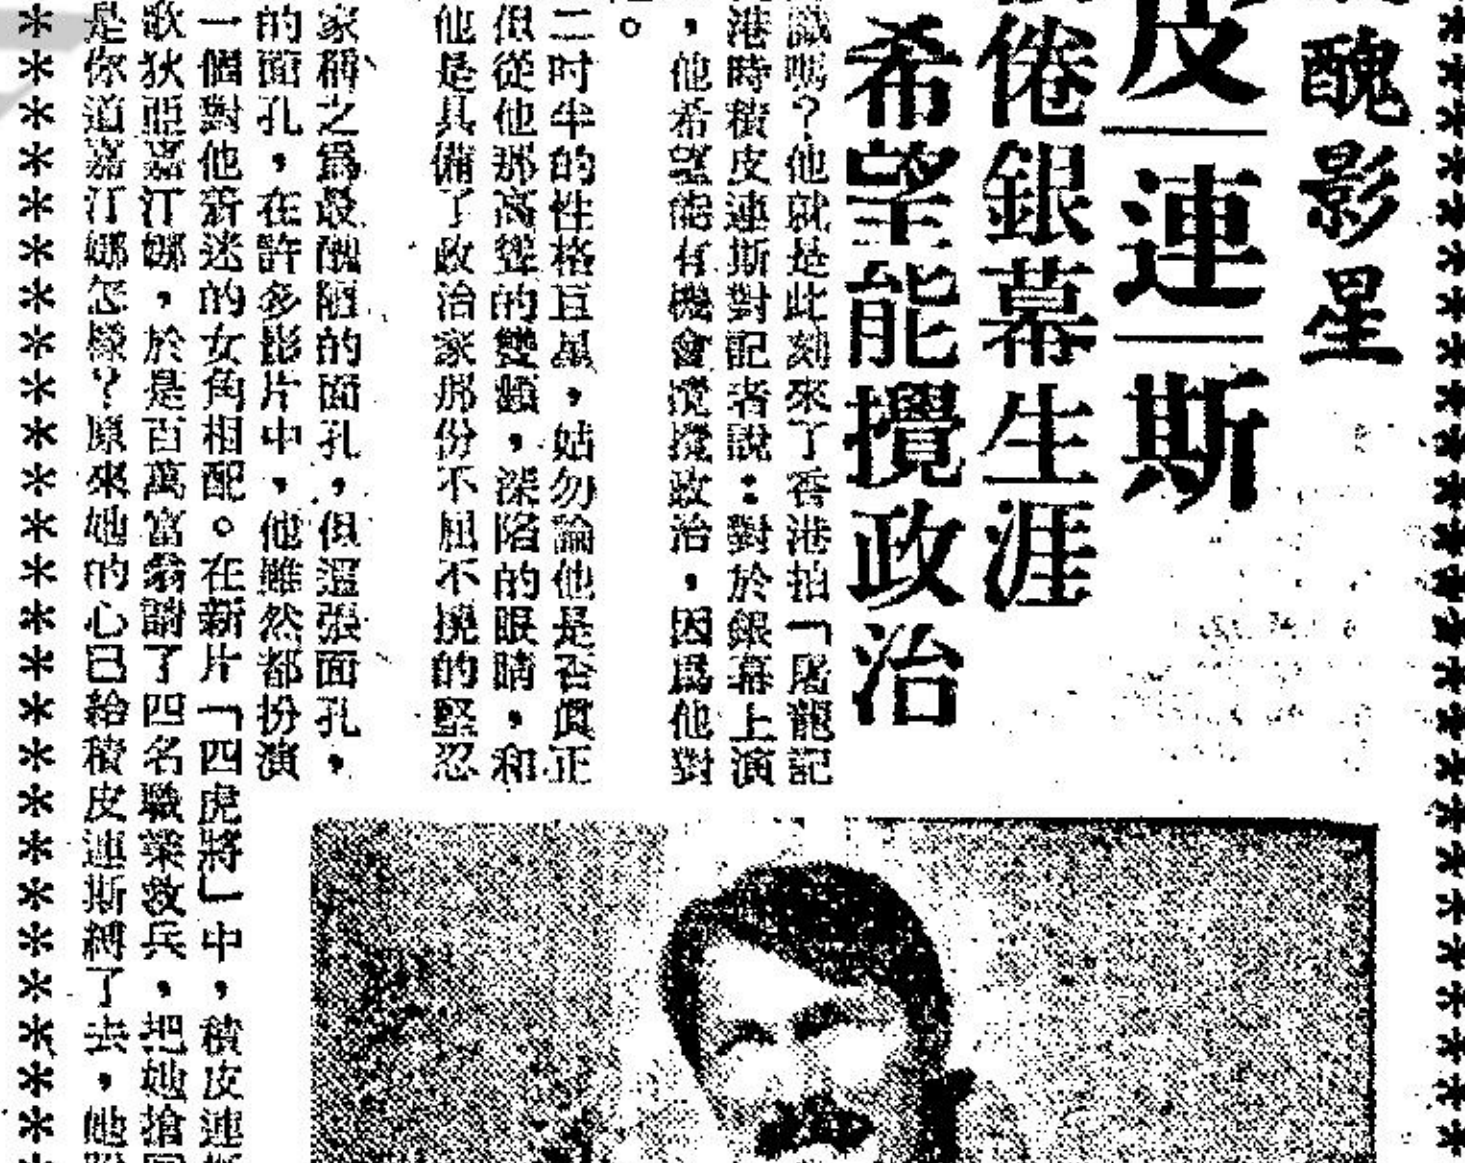 醜影星
皮連斯
倦銀幕生涯
希望能攪政治
識嗎？他就是此刻來了香港拍「屠龍記
港時積皮連斯對記者說：對於銀幕上演
，他希望能有機會攪攪政治，因爲他對
。
二吋半的性格巨星，姑勿論他是否眞正
但從他那高聳的雙顴，深陷的眼睛，和
他是具備了政治家那份不屈不撓的堅忍
家稱之爲最醜陋的面孔，但這張面孔，
的面孔，在許多影片中，他雖然都扮演
一個對他着迷的女角相配。在新片「四虎將」中，積皮連
歌狄亞嘉汀娜，於是百萬富翁請了四名職業救兵，把她搶
是你道嘉汀娜怎樣？原來她的心已給積皮連斯縛了去，她